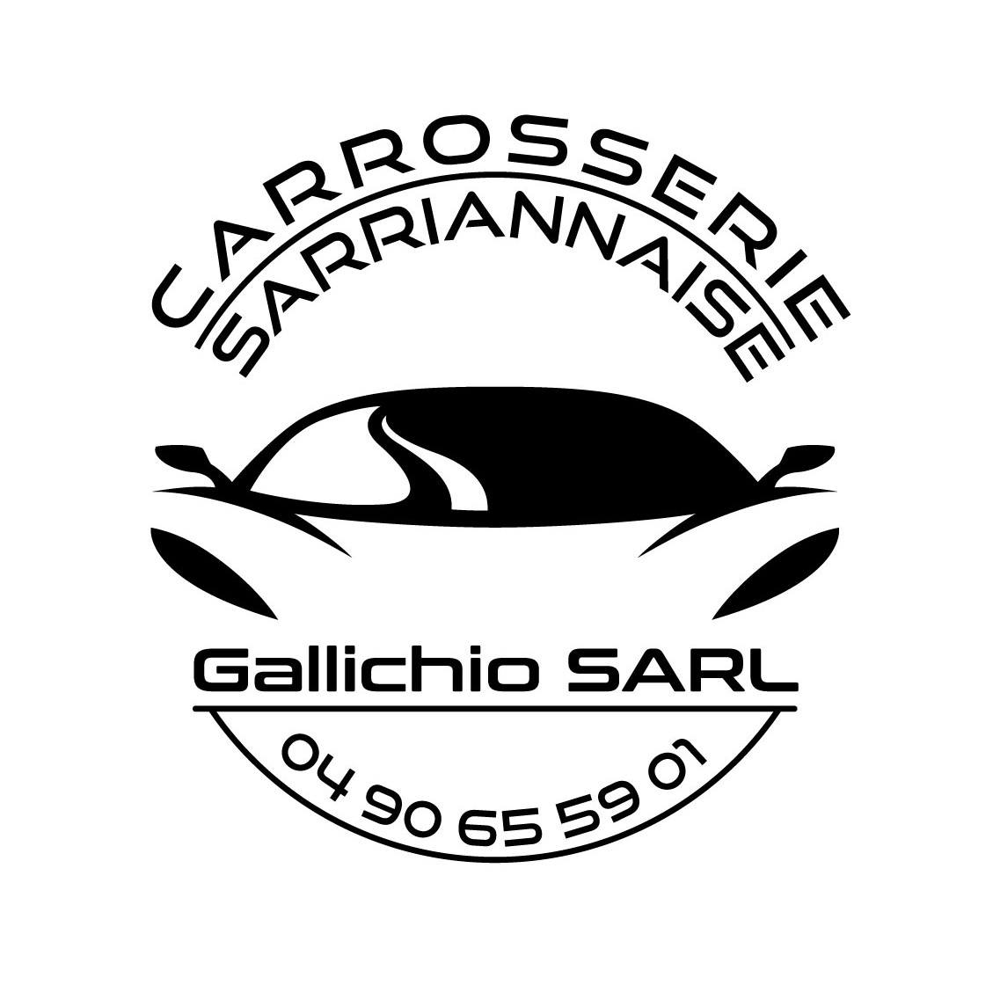 CARROSSERIE
SARRIANNAISE
Gallichio SARL
04 90 65 59 01